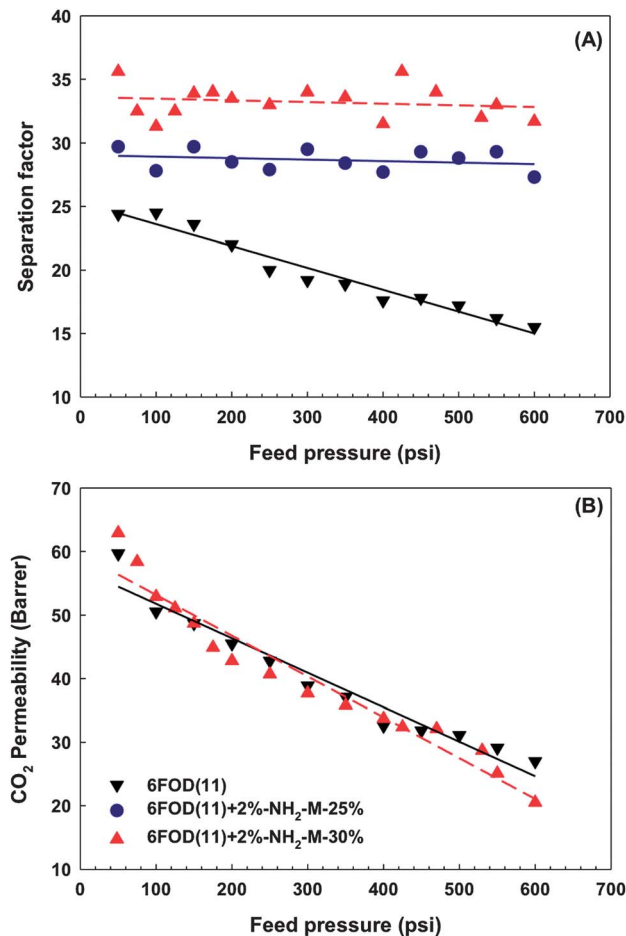 40
(A)
35
30
25
20
15
10
Separation factor
0 100 200 300 400 500 600 700
Feed pressure (psi)
70
(B)
60
50
40
30
20
10
CO₂ Permeability (Barrer)
6FOD(11)
6FOD(11)+2%-NH₂-M-25%
6FOD(11)+2%-NH₂-M-30%
0 100 200 300 400 500 600 700
Feed pressure (psi)